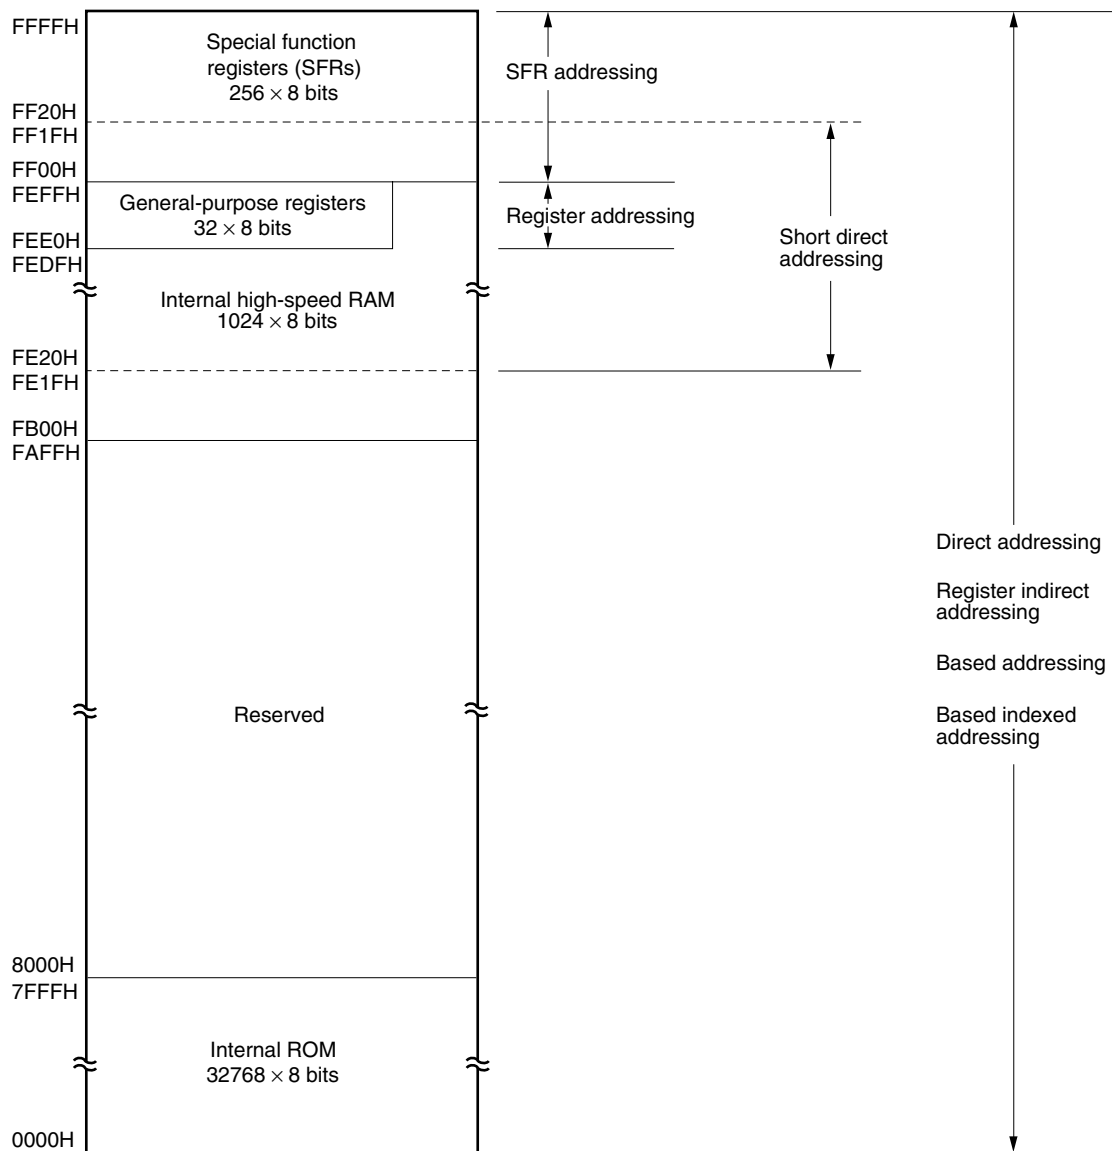 FFFFH
Special function
registers (SFRs)
256 × 8 bits
SFR addressing
FF20H
FF1FH
FF00H
FEFFH
General-purpose registers
32 × 8 bits
Register addressing
FEE0H
FEDFH
Short direct
addressing
Internal high-speed RAM
1024 × 8 bits
FE20H
FE1FH
FB00H
FAFFH
Direct addressing
Register indirect
addressing
Based addressing
Based indexed
addressing
Reserved
8000H
7FFFH
Internal ROM
32768 × 8 bits
0000H